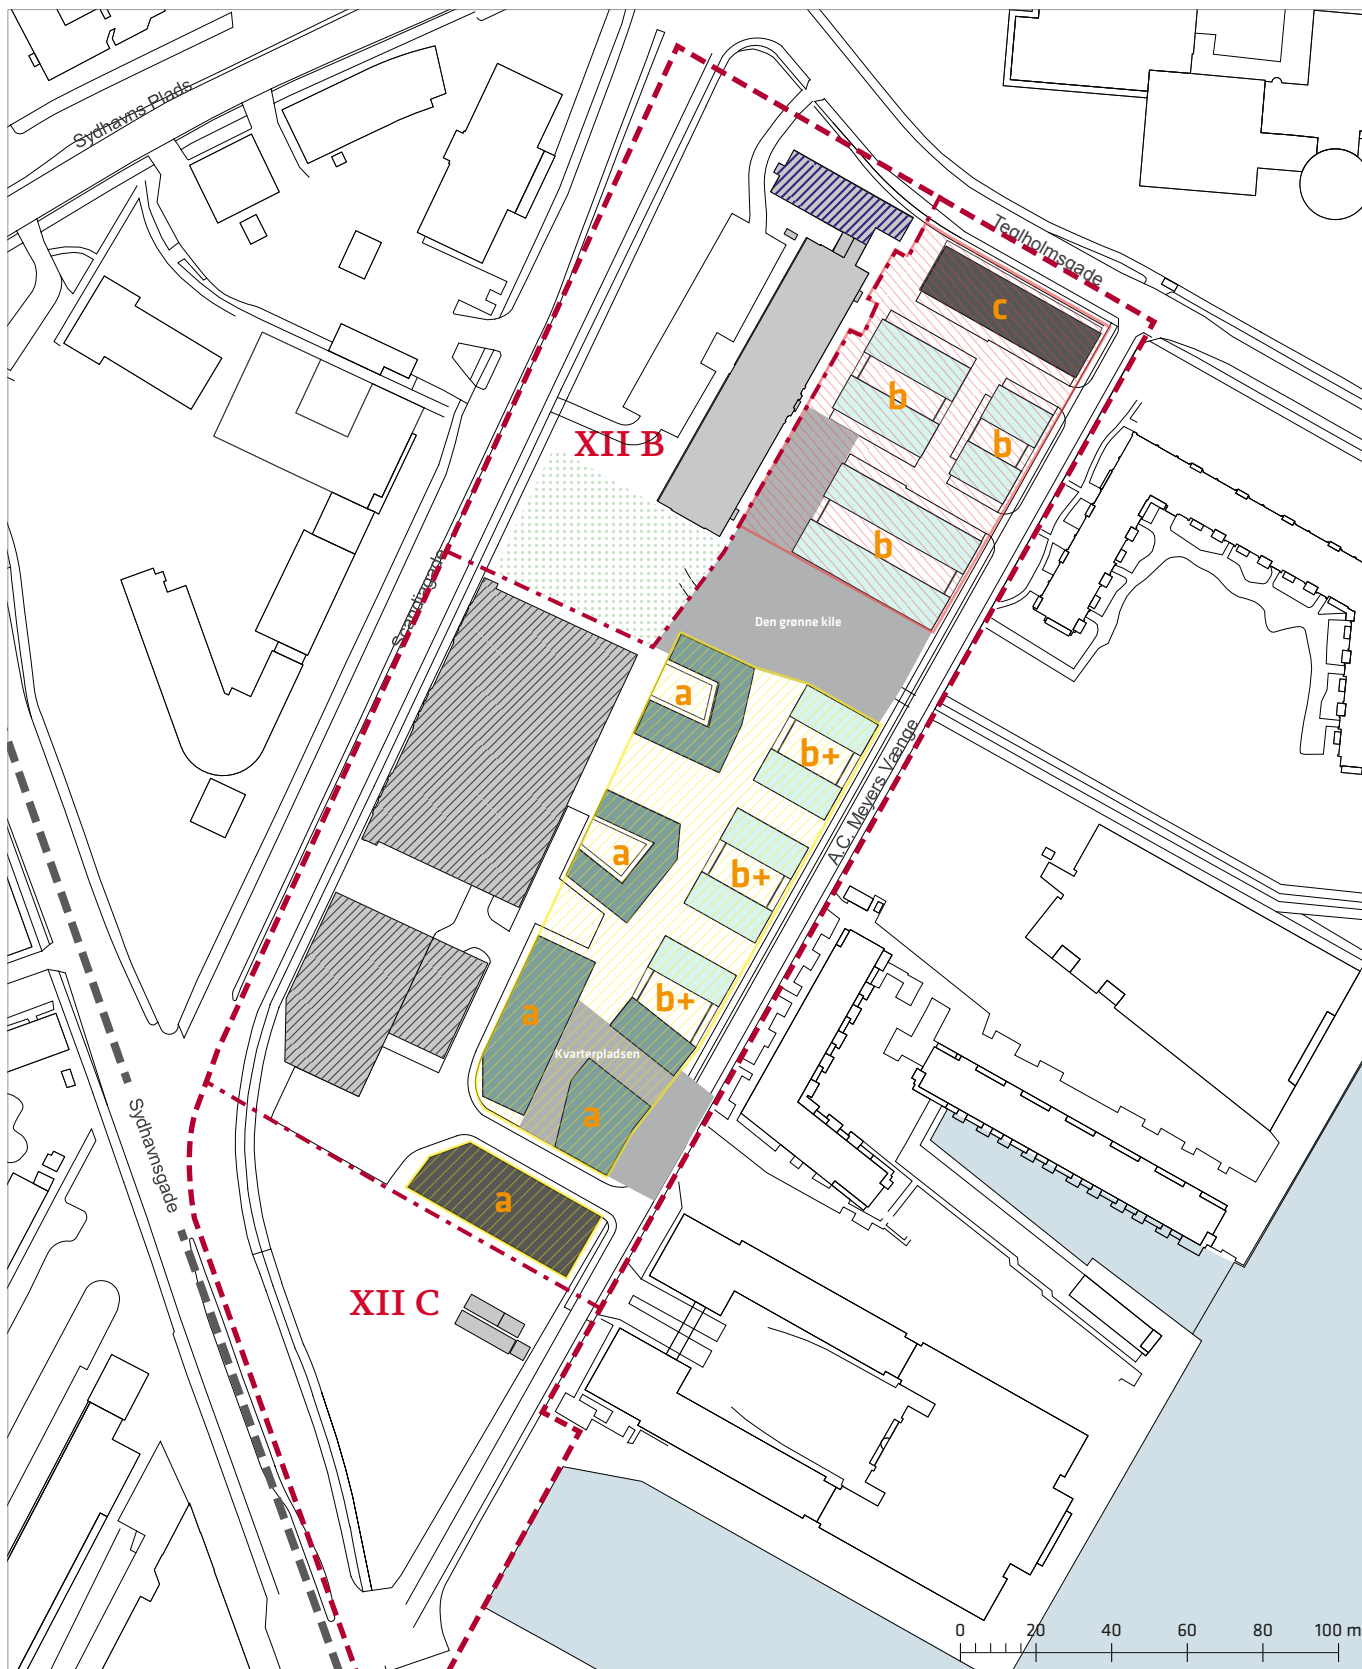 Sydhavns Plads
Teglholmsgade
c
b
XII B
b
b
Scandiagade
Den grønne kile
a
b+
A.C. Meyers Vænge
a
b+
b+
a
Kvarterpladsen
a
Sydhavnsgade
a
XII C
0 20 40 60 80 100 m